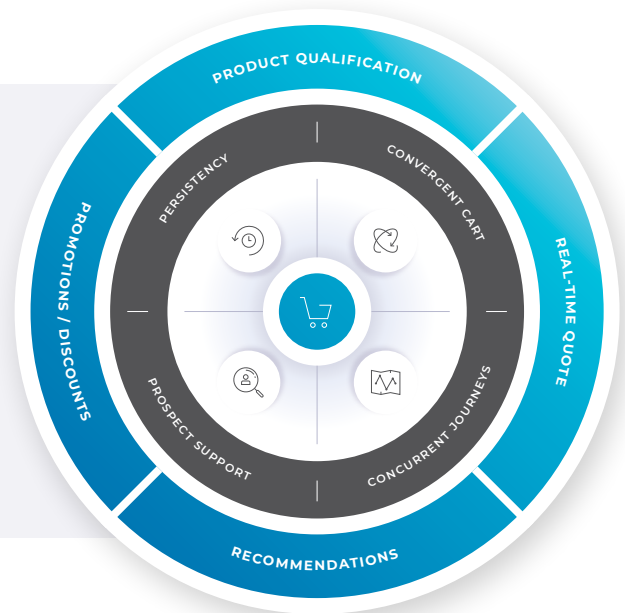 PRODUCT QUALIFICATION
REAL-TIME QUOTE
RECOMMENDATIONS
PROMOTIONS / DISCOUNTS
PERSISTENCY
CONVERGENT CART
CONCURRENT JOURNEYS
PROSPECT SUPPORT